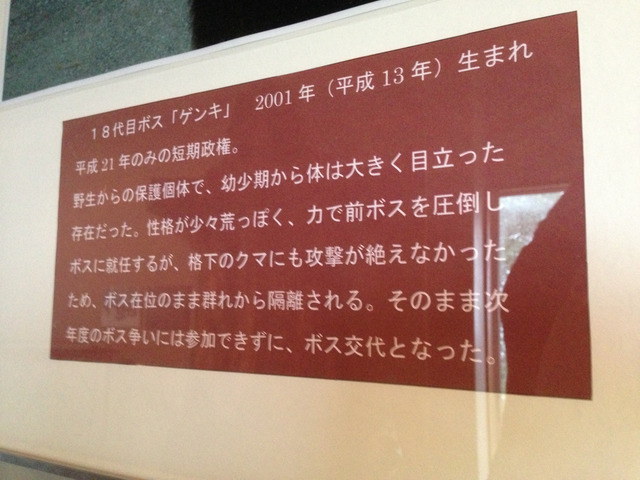 18代目ボス「ゲンキ」　2001年（平成13年）生まれ
平成21年のみの短期政権。
野生からの保護個体で、幼少期から体は大きく目立った
存在だった。性格が少々荒っぽく、力で前ボスを圧倒し
ボスに就任するが、格下のクマにも攻撃が絶えなかった
ため、ボス在位のまま群れから隔離される。そのまま次
年度のボス争いには参加できずに、ボス交代となった。